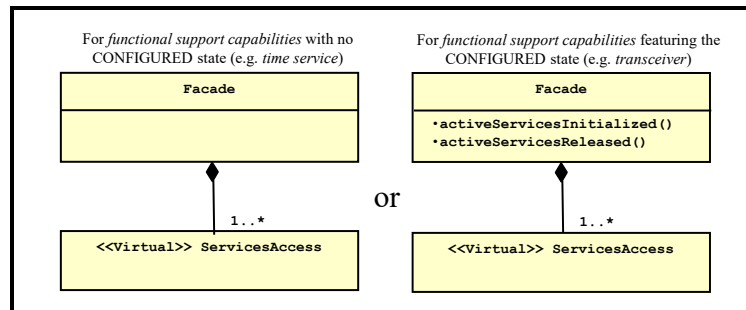 For functional support capabilities with no
CONFIGURED state (e.g. time service)
Facade
1..*
<<Virtual>> ServicesAccess
or
For functional support capabilities featuring the
CONFIGURED state (e.g. transceiver)
Facade
•activeServicesInitialized()
•activeServicesReleased()
1..*
<<Virtual>> ServicesAccess